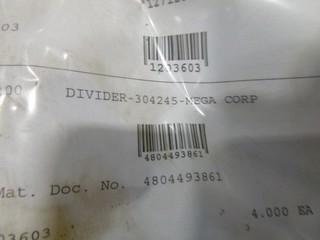 1203603
DIVIDER-304245-MEGA CORP
4804493861
Mat. Doc. No. 4804493861
4.000 EA